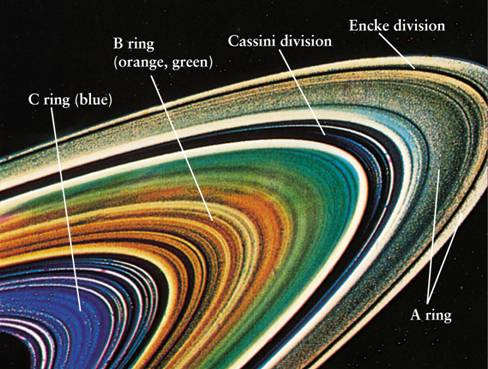 Encke division
Cassini division
B ring
(orange, green)
C ring (blue)
A ring